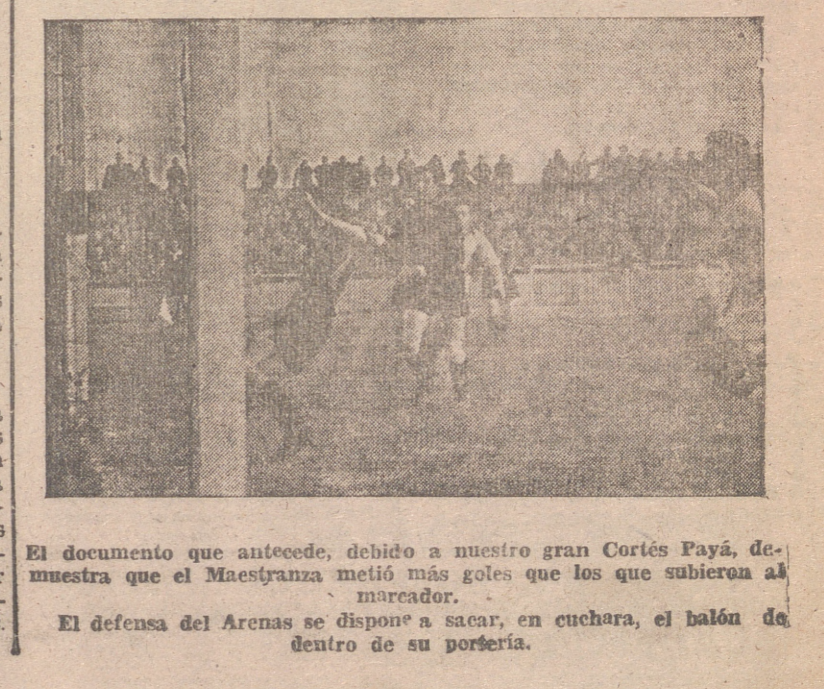 El documento que antecede, debido a nuestro gran Cortés Payá, de-
muestra que el Maestranza metió más goles que los que subieron al
marcador.
El defensa del Arenas se dispone a sacar, en cuchara, el balón de
dentro de su portería.